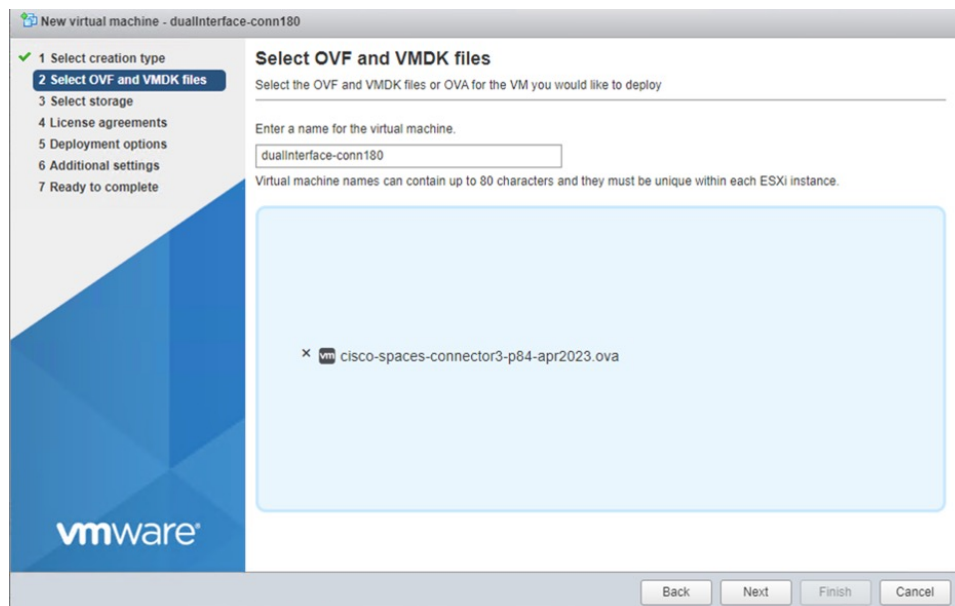 New virtual machine - dualInterface-conn180
1 Select creation type
2 Select OVF and VMDK files
3 Select storage
4 License agreements
5 Deployment options
6 Additional settings
7 Ready to complete
vmware®
Select OVF and VMDK files
Select the OVF and VMDK files or OVA for the VM you would like to deploy
Enter a name for the virtual machine.
dualInterface-conn180
Virtual machine names can contain up to 80 characters and they must be unique within each ESXi instance.
× vm cisco-spaces-connector3-p84-apr2023.ova
Back Next Finish Cancel